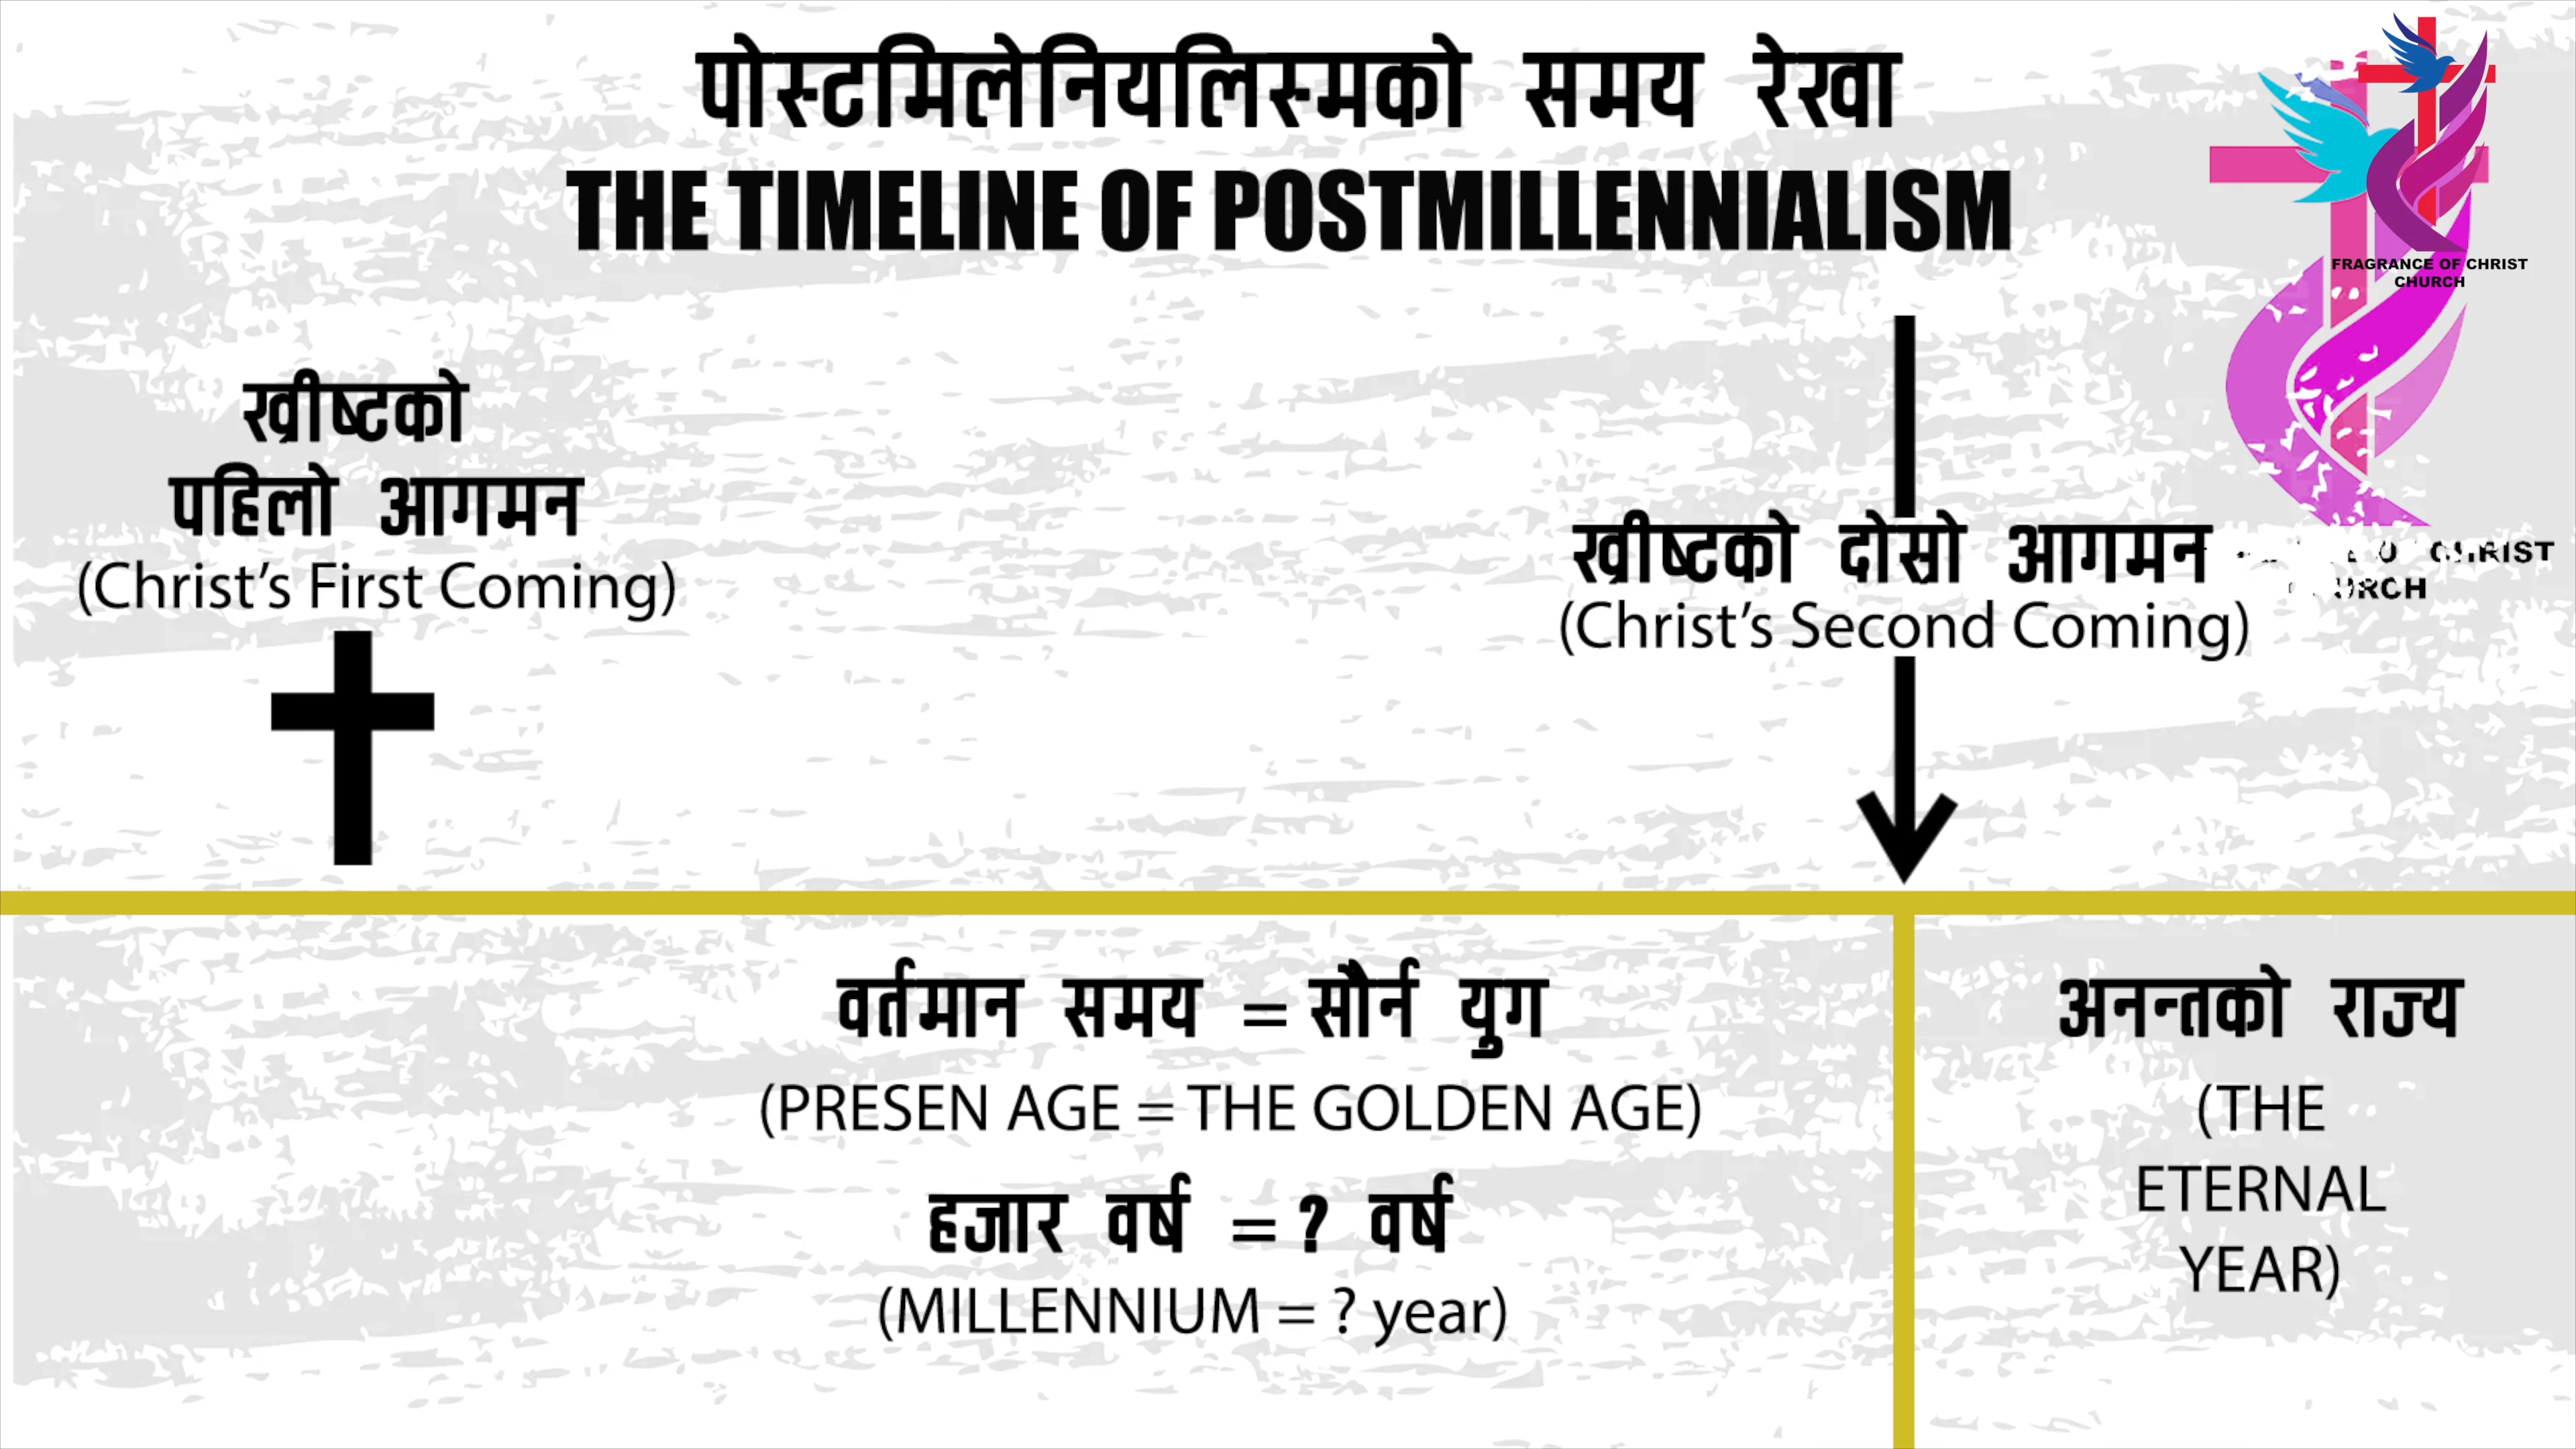 पोस्टमिलेनियलिस्मको समय रेखा
THE TIMELINE OF POSTMILLENNIALISM
FRAGRANCE OF CHRIST
CHURCH
ख्रीष्टको
पहिलो आगमन
(Christ's First Coming)
ख्रीष्टको दोस्रो आगमन
(Christ's Second Coming)
वर्तमान समय = सौर्न युग
(PRESEN AGE = THE GOLDEN AGE)
हजार वर्ष = ? वर्ष
(MILLENNIUM = ? year)
अनन्तको राज्य
(THE
ETERNAL
YEAR)